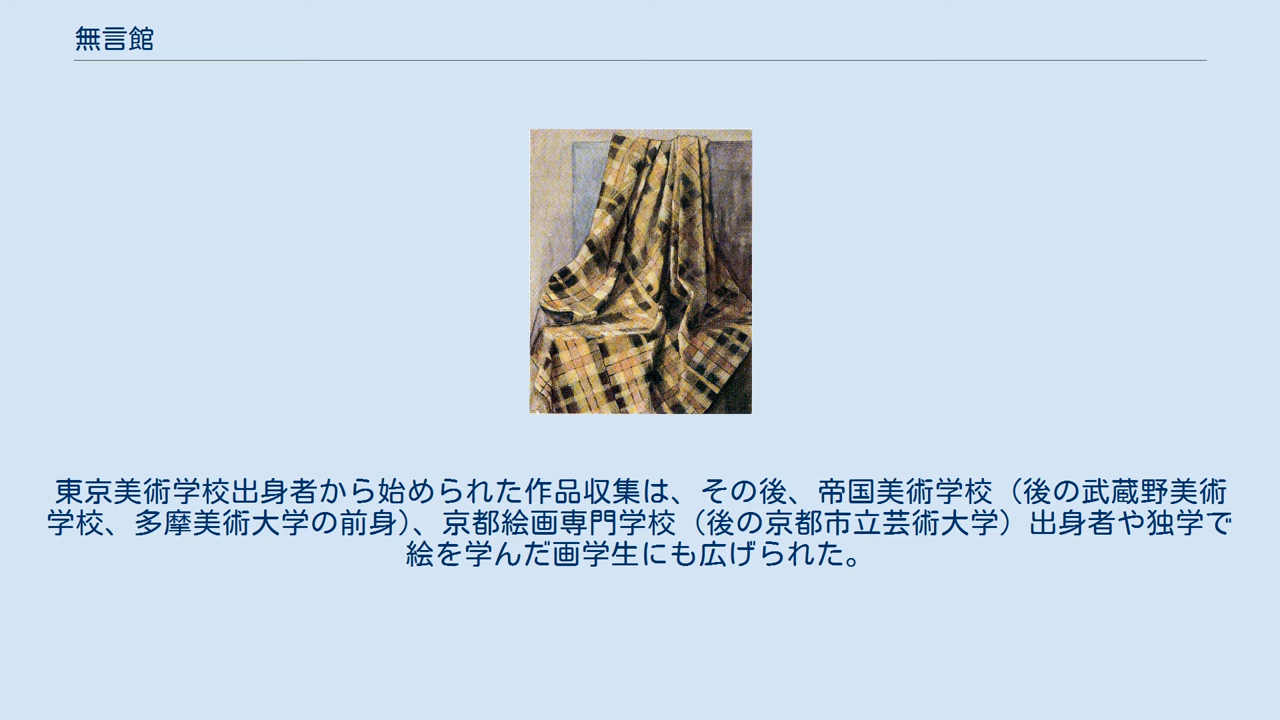 無言館
東京美術学校出身者から始められた作品収集は、その後、帝国美術学校（後の武蔵野美術
学校、多摩美術大学の前身）、京都絵画専門学校（後の京都市立芸術大学）出身者や独学で
絵を学んだ画学生にも広げられた。